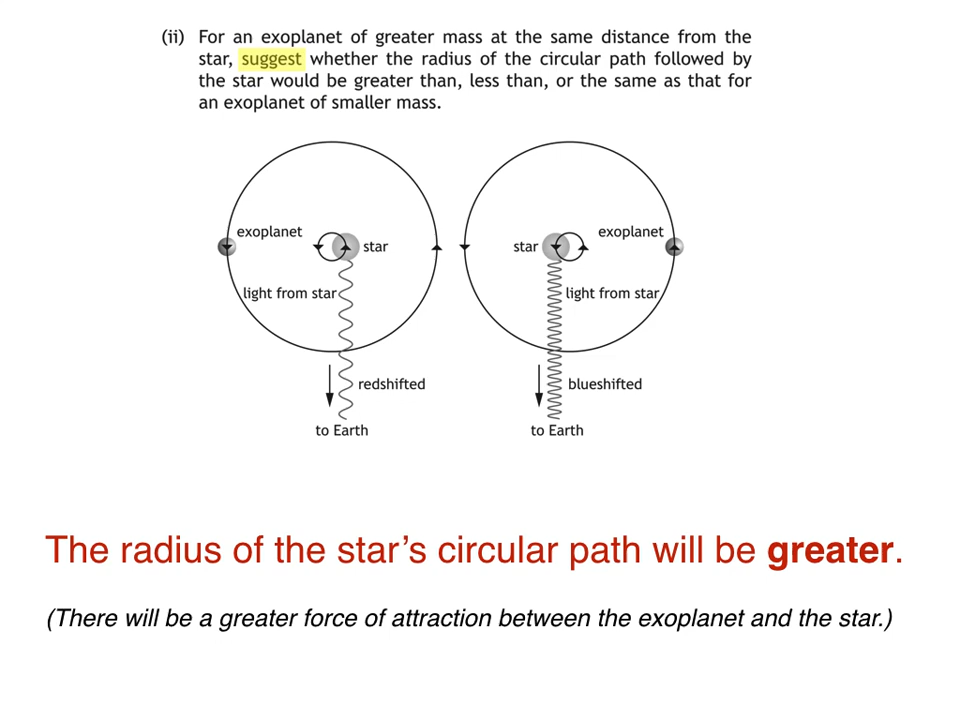 (ii) For an exoplanet of greater mass at the same distance from the
star, suggest whether the radius of the circular path followed by
the star would be greater than, less than, or the same as that for
an exoplanet of smaller mass.
exoplanet
star
light from star
redshifted
to Earth
exoplanet
star
light from star
blueshifted
to Earth
The radius of the star’s circular path will be greater.
(There will be a greater force of attraction between the exoplanet and the star.)